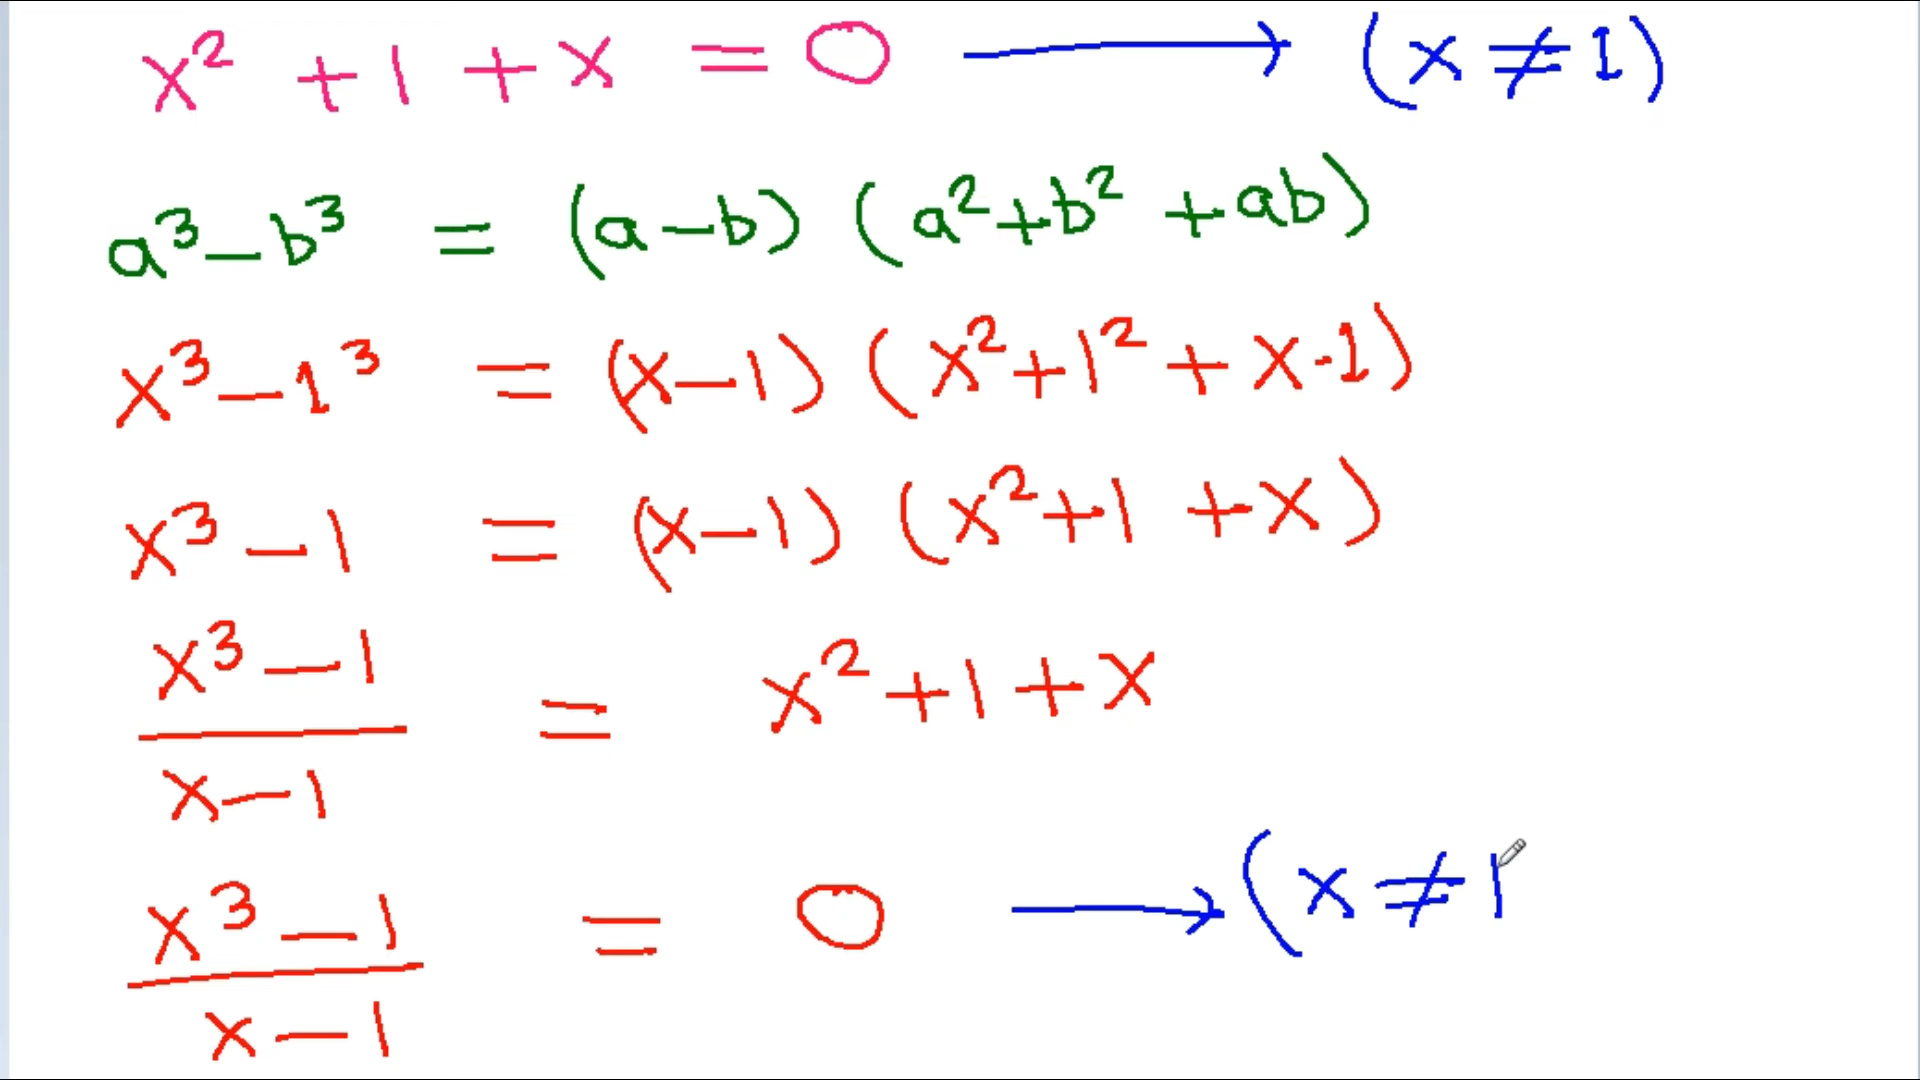 x² + 1 + x = 0 ⟶ (x ≠ 1)
a³ – b³ = (a – b) (a² + b² + ab)
x³ – 1³ = (x – 1) (x² + 1² + x · 1)
x³ – 1 = (x – 1) (x² + 1 + x)
x³ – 1
x – 1
= x² + 1 + x
x³ – 1
x – 1
= 0 ⟶ (x ≠ 1